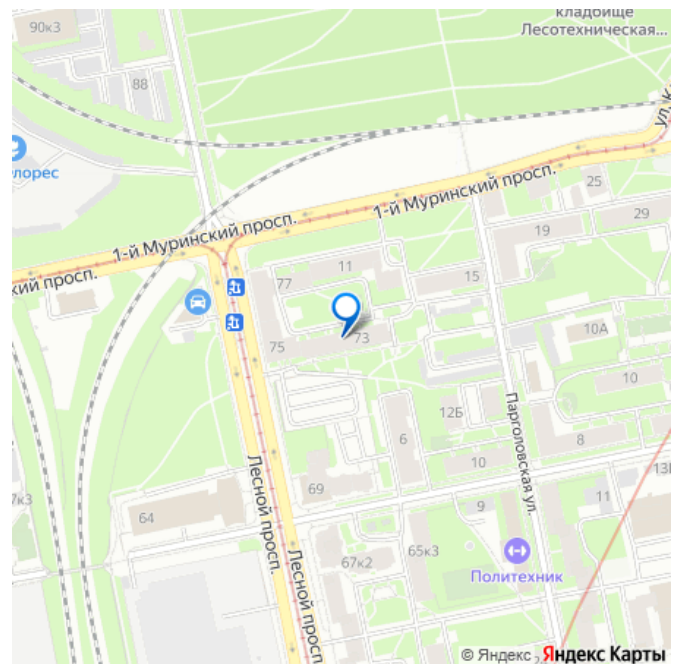 кладбище
Лесотехническая...
90к3
88
лорес
ул. К
1-й Муринский просп.
1-й Муринский просп.
25
29
19
кий просп.
77
11
15
75
73
10А
10
12Б
6
8
10
Парголовская ул.
Лесной просп.
69
64
9
11
7к3
67к2
65к3
Политехник
Лесной просп
© Яндекс Яндекс Карты